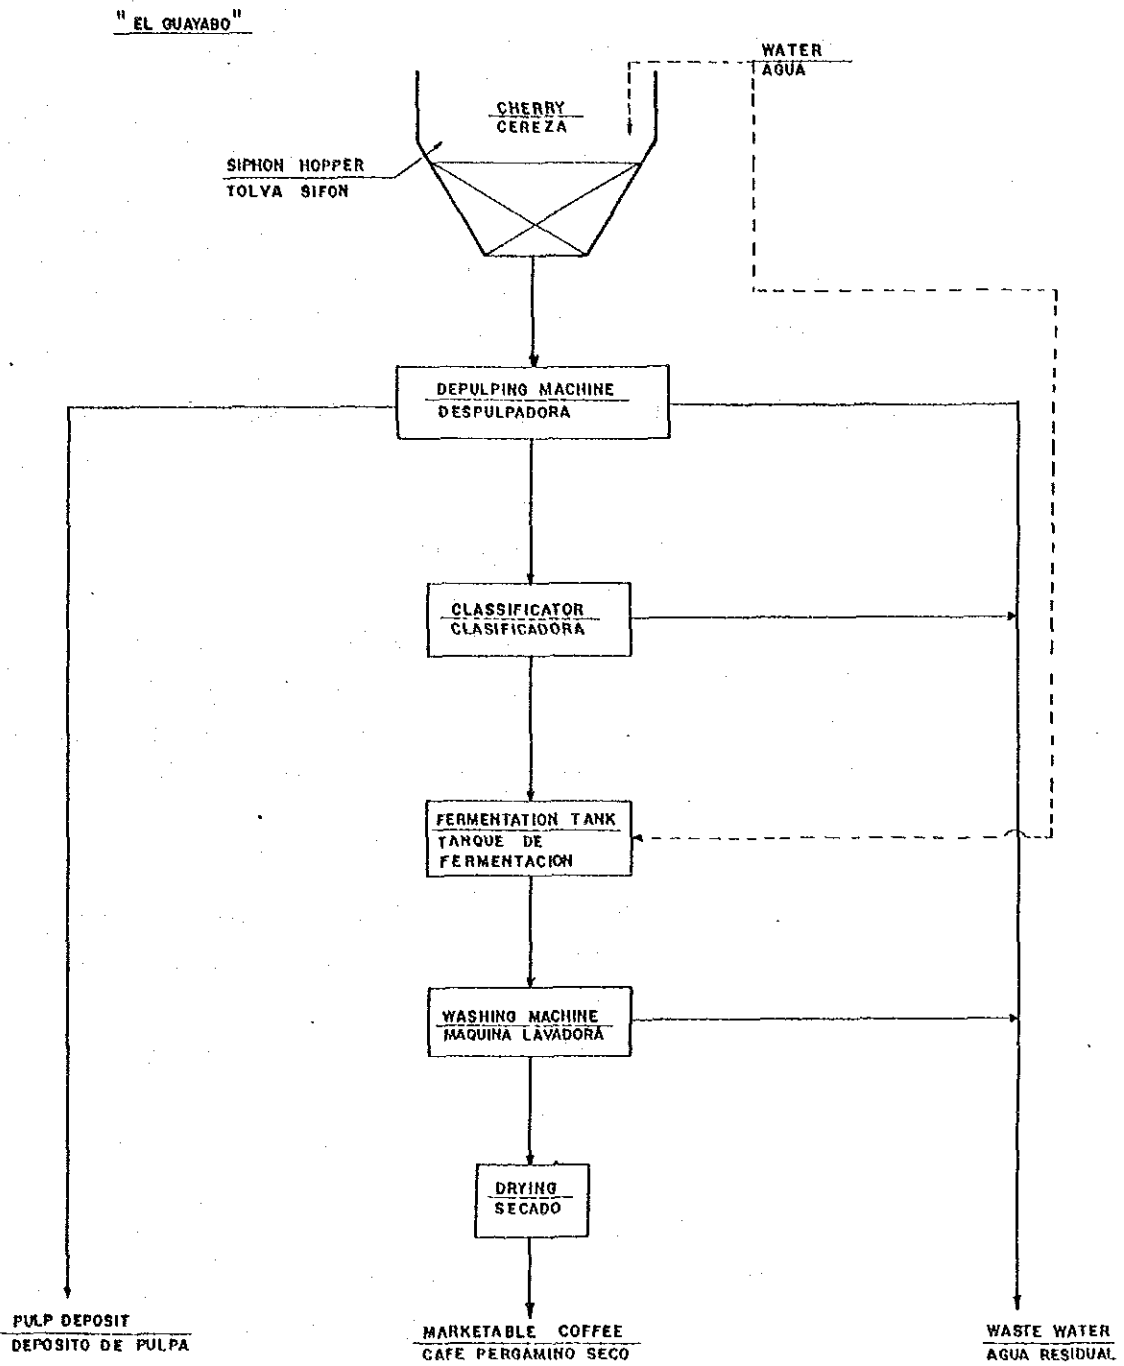 "EL GUAYABO"
WATER
AGUA
CHERRY
CEREZA
SIPHON HOPPER
TOLVA SIFON
DEPULPING MACHINE
DESPULPADORA
CLASSIFICATOR
CLASIFICADORA
FERMENTATION TANK
TANQUE DE
FERMENTACION
WASHING MACHINE
MAQUINA LAVADORA
DRYING
SECADO
PULP DEPOSIT
DEPOSITO DE PULPA
MARKETABLE COFFEE
CAFE PERGAMINO SECO
WASTE WATER
AGUA RESIDUAL